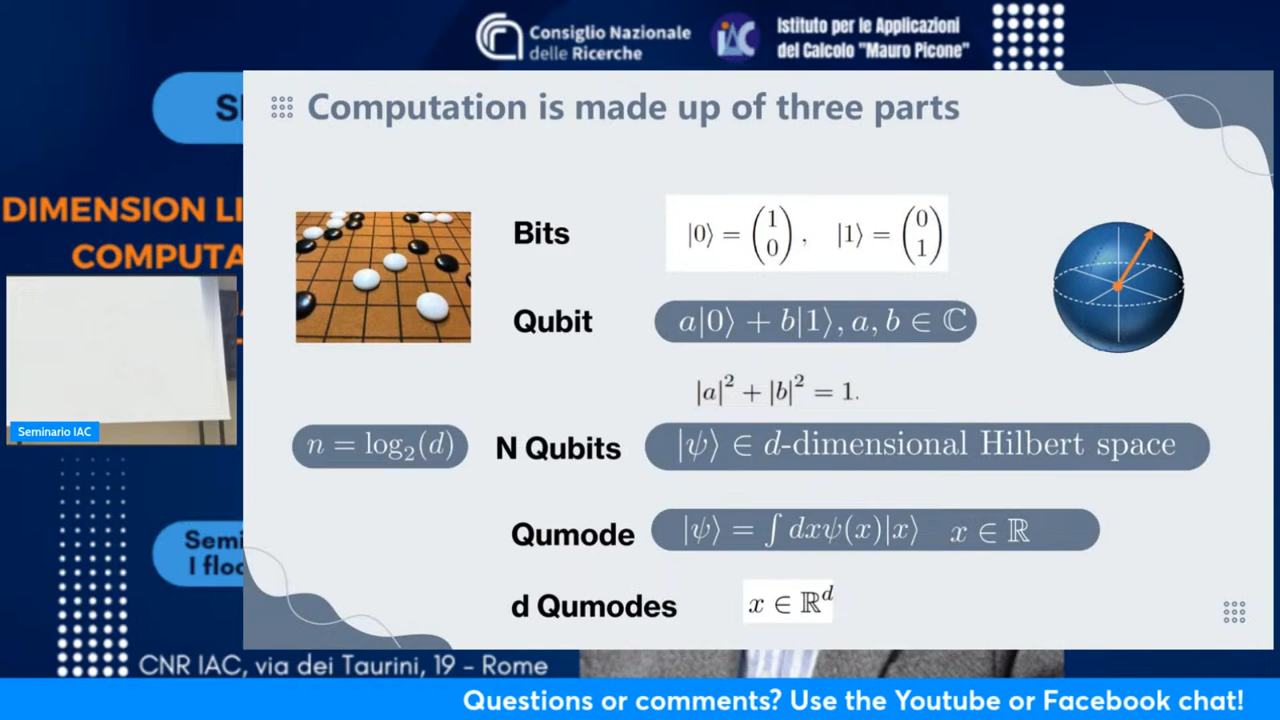 Consiglio Nazionale
delle Ricerche
IAC
Istituto per le Applicazioni
del Calcolo "Mauro Picone"
Computation is made up of three parts
DIMENSION
COMPUTA
Bits
|0⟩ = (1 0), |1⟩ = (0 1)
Qubit
a|0⟩ + b|1⟩, a, b ∈ ℂ
|a|² + |b|² = 1.
Seminario IAC
n = log₂(d)
N Qubits
|ψ⟩ ∈ d-dimensional Hilbert space
Qumode
|ψ⟩ = ∫ dxψ(x)|x⟩ x ∈ ℝ
Semi
I floo
d Qumodes
x ∈ ℝᵈ
CNR IAC, via dei Taurini, 19 - Rome
Questions or comments? Use the Youtube or Facebook chat!